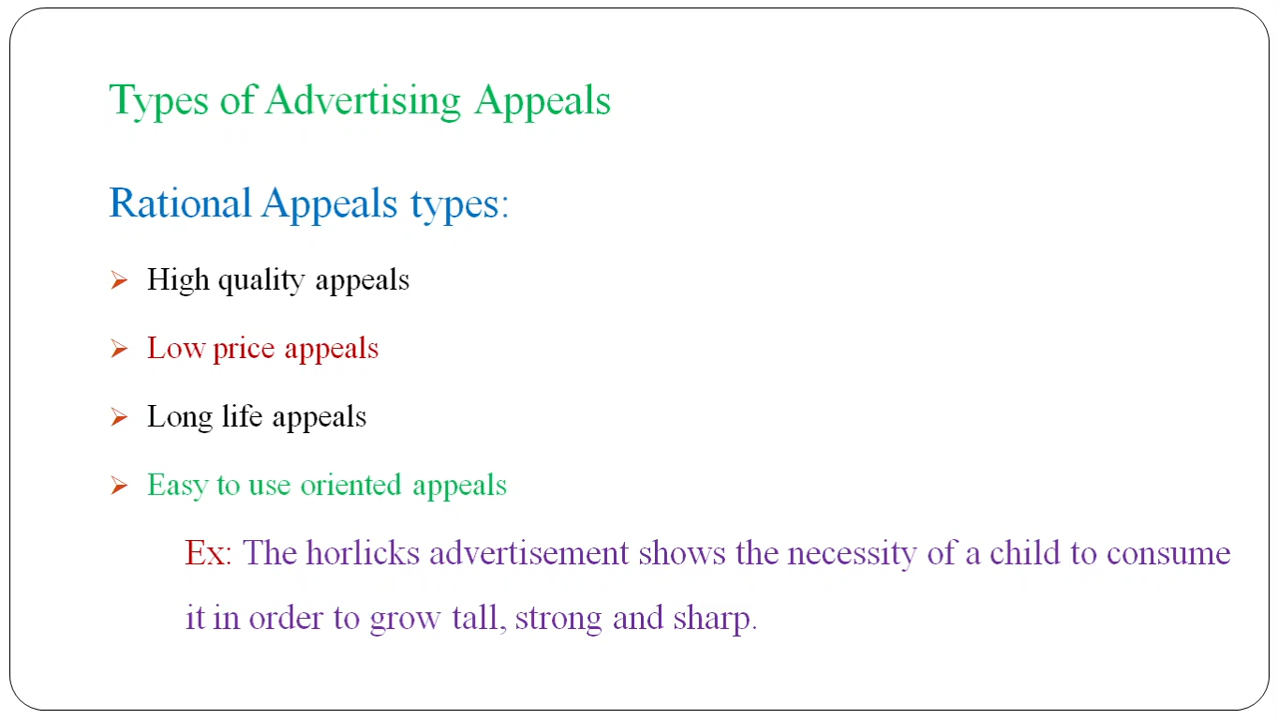 Types of Advertising Appeals
Rational Appeals types:
High quality appeals
Low price appeals
Long life appeals
Easy to use oriented appeals
Ex: The horlicks advertisement shows the necessity of a child to consume
it in order to grow tall, strong and sharp.